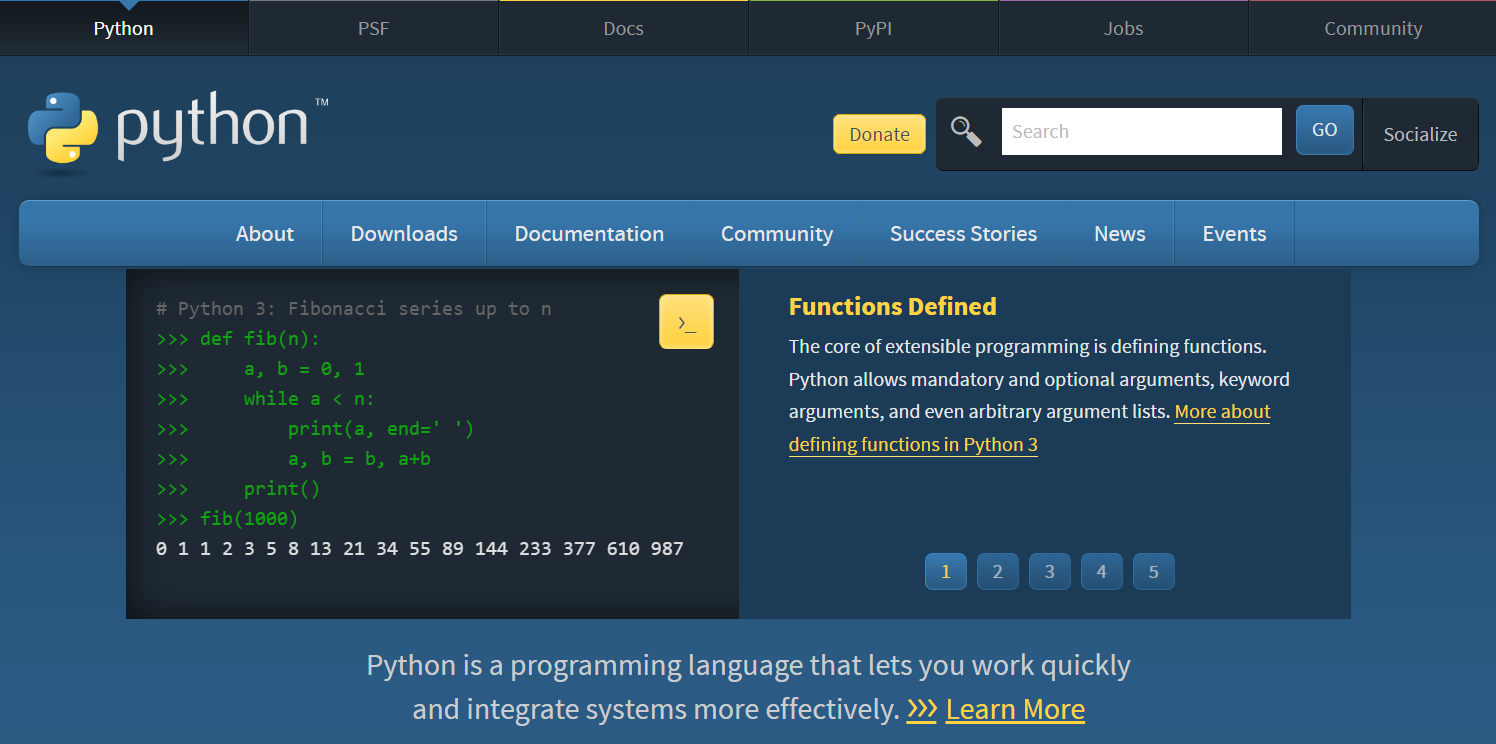 Python PSF Docs PyPI Jobs Community
python™
Donate Search GO Socialize
About Downloads Documentation Community Success Stories News Events
# Python 3: Fibonacci series up to n
>>> def fib(n):
>>>     a, b = 0, 1
>>>     while a < n:
>>>         print(a, end=' ')
>>>         a, b = b, a+b
>>>     print()
>>> fib(1000)
0 1 1 2 3 5 8 13 21 34 55 89 144 233 377 610 987
>_
Functions Defined
The core of extensible programming is defining functions.
Python allows mandatory and optional arguments, keyword
arguments, and even arbitrary argument lists. More about
defining functions in Python 3
1 2 3 4 5
Python is a programming language that lets you work quickly
and integrate systems more effectively. >>> Learn More